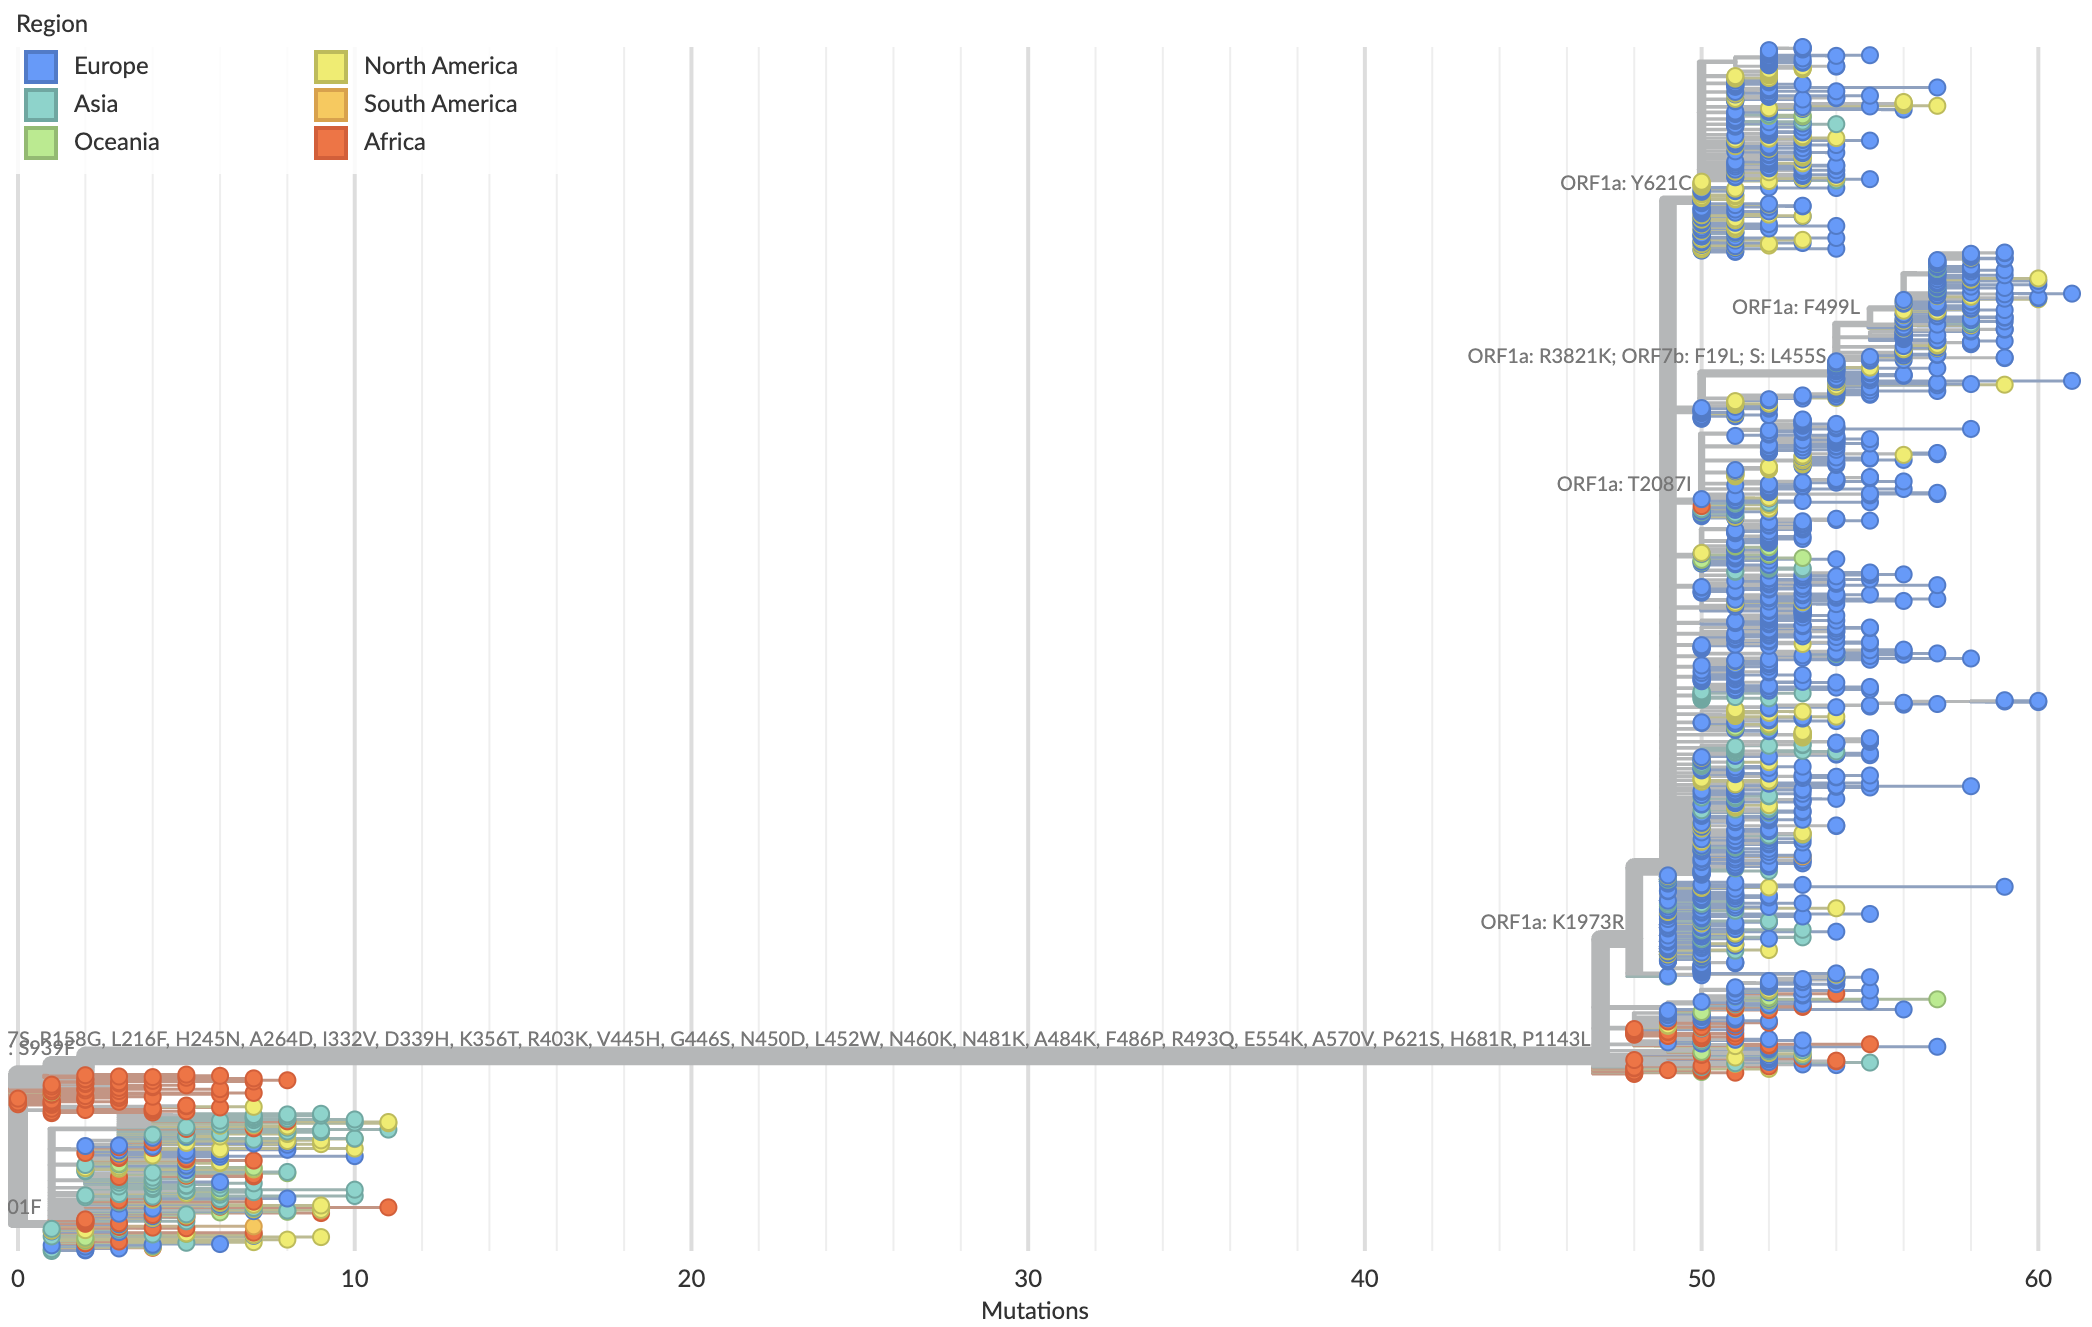 Region
Europe
Asia
Oceania
North America
South America
Africa
ORF1a: Y621C
ORF1a: F499L
ORF1a: R3821K; ORF7b: F19L; S: L455S
ORF1a: T2087I
ORF1a: K1973R
7S, R158G, L216F, H245N, A264D, I332V, D339H, K356T, R403K, V445H, G446S, N450D, L452W, N460K, N481K, A484K, F486P, R493Q, E554K, A570V, P621S, H681R, P1143L
: S939F
01F
0 10 20 30 40 50 60
Mutations